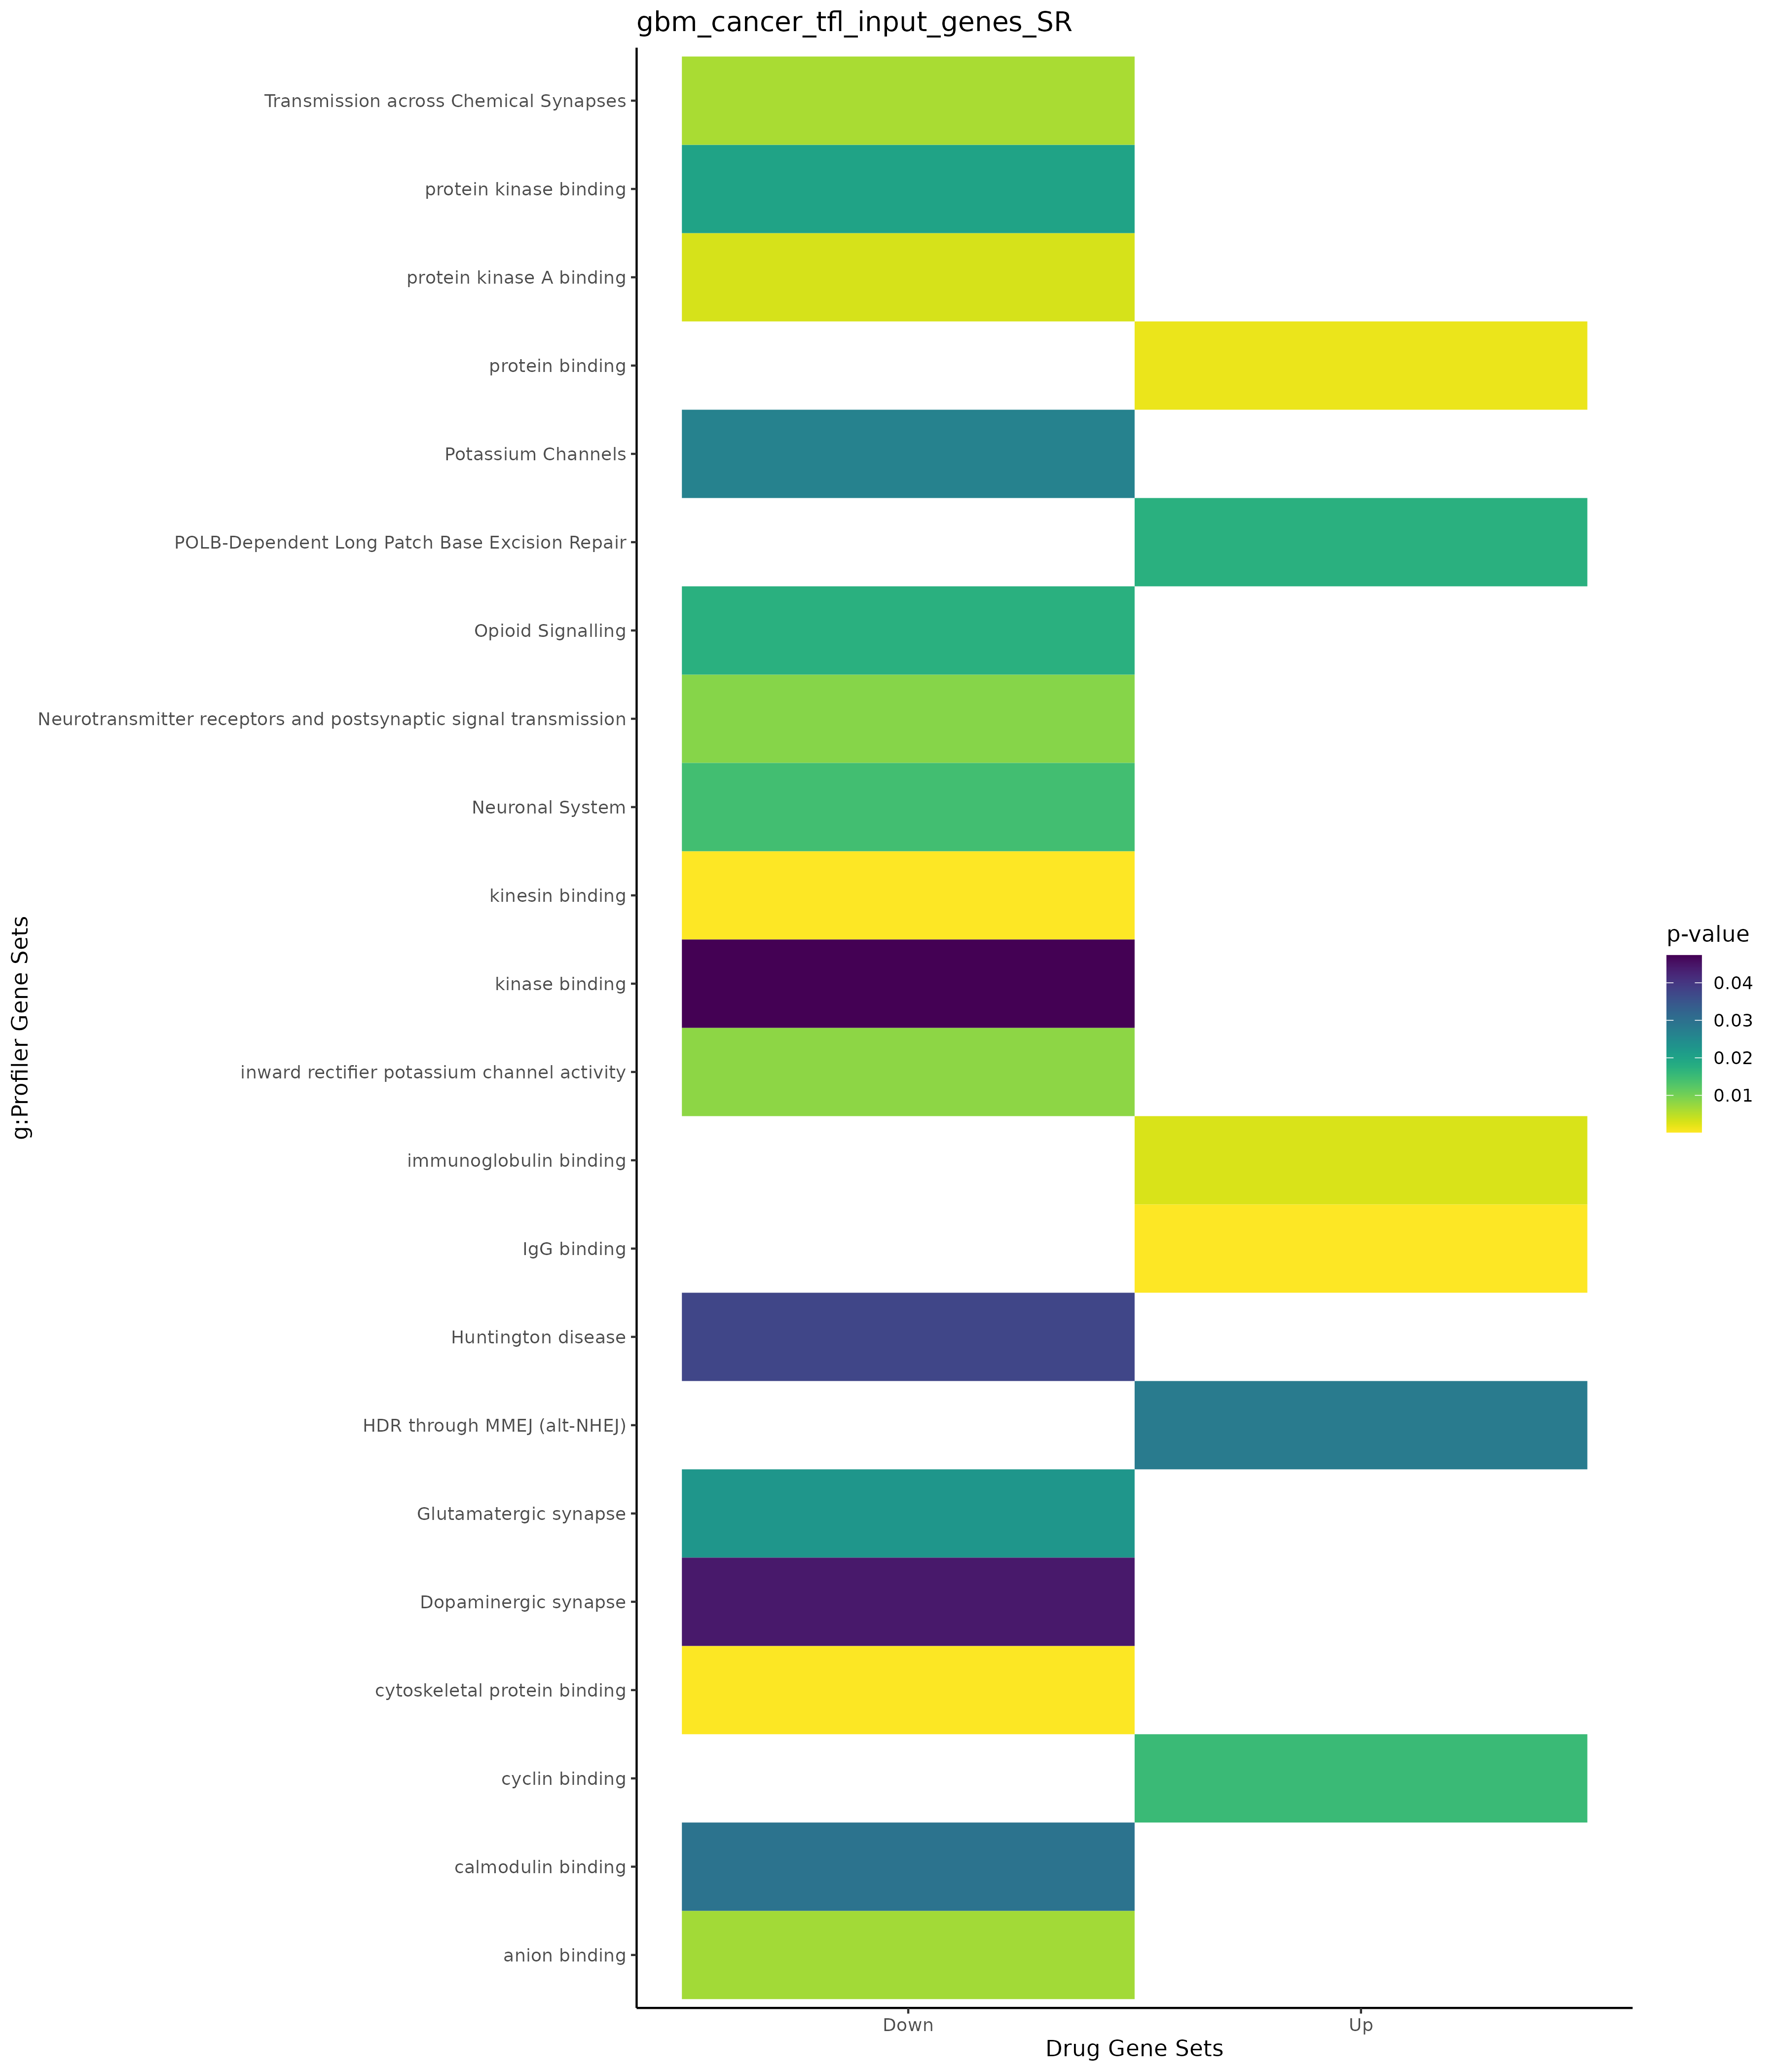 gbm_cancer_tfl_input_genes_SR
Transmission across Chemical Synapses
protein kinase binding
protein kinase A binding
protein binding
Potassium Channels
POLB-Dependent Long Patch Base Excision Repair
Opioid Signalling
Neurotransmitter receptors and postsynaptic signal transmission
Neuronal System
kinesin binding
kinase binding
inward rectifier potassium channel activity
immunoglobulin binding
IgG binding
Huntington disease
HDR through MMEJ (alt-NHEJ)
Glutamatergic synapse
Dopaminergic synapse
cytoskeletal protein binding
cyclin binding
calmodulin binding
anion binding
g:Profiler Gene Sets
Down
Up
Drug Gene Sets
p-value
0.04
0.03
0.02
0.01